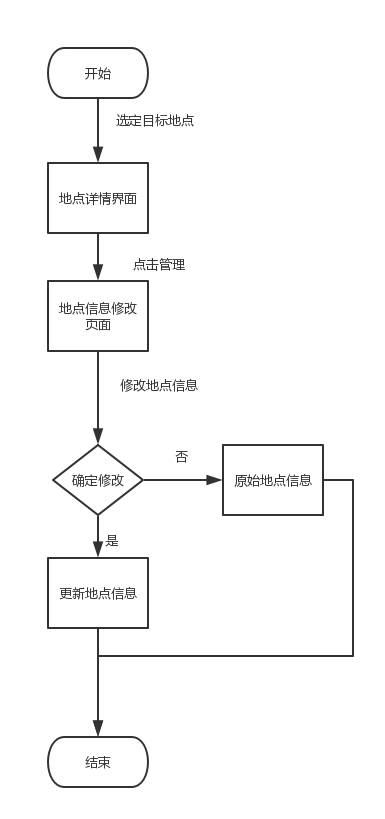 开始
选定目标地点
地点详情界面
点击管理
地点信息修改
页面
修改地点信息
确定修改
否
原始地点信息
是
更新地点信息
结束